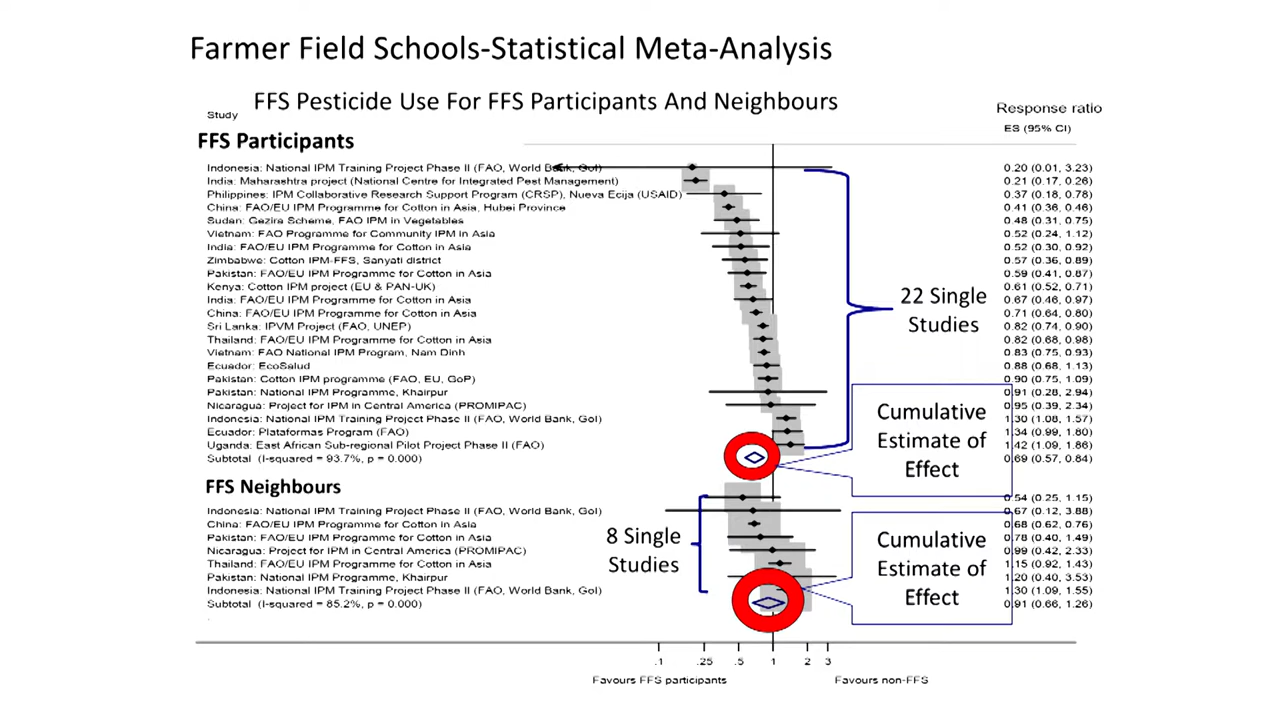 Farmer Field Schools-Statistical Meta-Analysis
FFS Pesticide Use For FFS Participants And Neighbours
Study
Response ratio
ES (95% CI)
FFS Participants
Indonesia: National IPM Training Project Phase II (FAO, World Bank, GoI) 0.20 (0.01, 3.23)
India: Maharashtra project (National Centre for Integrated Pest Management) 0.21 (0.17, 0.26)
Philippines: IPM Collaborative Research Support Program (CRSP), Nueva Ecija (USAID) 0.37 (0.18, 0.78)
China: FAO/EU IPM Programme for Cotton in Asia, Hubei Province 0.41 (0.36, 0.46)
Sudan: Gezira Scheme, FAO IPM in Vegetables 0.48 (0.31, 0.75)
Vietnam: FAO Programme for Community IPM in Asia 0.52 (0.24, 1.12)
India: FAO/EU IPM Programme for Cotton in Asia 0.52 (0.30, 0.92)
Zimbabwe: Cotton IPM-FFS, Sanyati district 0.57 (0.36, 0.89)
Pakistan: FAO/EU IPM Programme for Cotton in Asia 0.59 (0.41, 0.87)
Kenya: Cotton IPM project (EU & PAN-UK) 0.61 (0.52, 0.71)
India: FAO/EU IPM Programme for Cotton in Asia 0.67 (0.46, 0.97)
China: FAO/EU IPM Programme for Cotton in Asia 0.71 (0.64, 0.80)
Sri Lanka: IPVM Project (FAO, UNEP) 0.82 (0.74, 0.90)
Thailand: FAO/EU IPM Programme for Cotton in Asia 0.82 (0.68, 0.98)
Vietnam: FAO National IPM Program, Nam Dinh 0.83 (0.75, 0.93)
Ecuador: EcoSalud 0.88 (0.68, 1.13)
Pakistan: Cotton IPM programme (FAO, EU, GoP) 0.90 (0.75, 1.09)
Pakistan: National IPM Programme, Khairpur 0.91 (0.28, 2.94)
Nicaragua: Project for IPM in Central America (PROMIPAC) 0.95 (0.39, 2.34)
Indonesia: National IPM Training Project Phase II (FAO, World Bank, GoI) 1.30 (1.08, 1.57)
Ecuador: Plataformas Program (FAO) 1.34 (0.99, 1.80)
Uganda: East African Sub-regional Pilot Project Phase II (FAO) 1.42 (1.09, 1.86)
Subtotal (I-squared = 93.7%, p = 0.000) 0.69 (0.57, 0.84)
22 Single
Studies
Cumulative
Estimate of
Effect
FFS Neighbours
0.54 (0.25, 1.15)
Indonesia: National IPM Training Project Phase II (FAO, World Bank, GoI) 0.67 (0.12, 3.88)
China: FAO/EU IPM Programme for Cotton in Asia 0.68 (0.62, 0.76)
Pakistan: FAO/EU IPM Programme for Cotton in Asia 0.78 (0.40, 1.49)
Nicaragua: Project for IPM in Central America (PROMIPAC) 0.99 (0.42, 2.33)
Thailand: FAO/EU IPM Programme for Cotton in Asia 1.15 (0.92, 1.43)
Pakistan: National IPM Programme, Khairpur 1.20 (0.40, 3.53)
Indonesia: National IPM Training Project Phase II (FAO, World Bank, GoI) 1.30 (1.09, 1.55)
Subtotal (I-squared = 85.2%, p = 0.000) 0.91 (0.66, 1.26)
8 Single
Studies
Cumulative
Estimate of
Effect
.1 .25 .5 1 2 3
Favours FFS participants Favours non-FFS